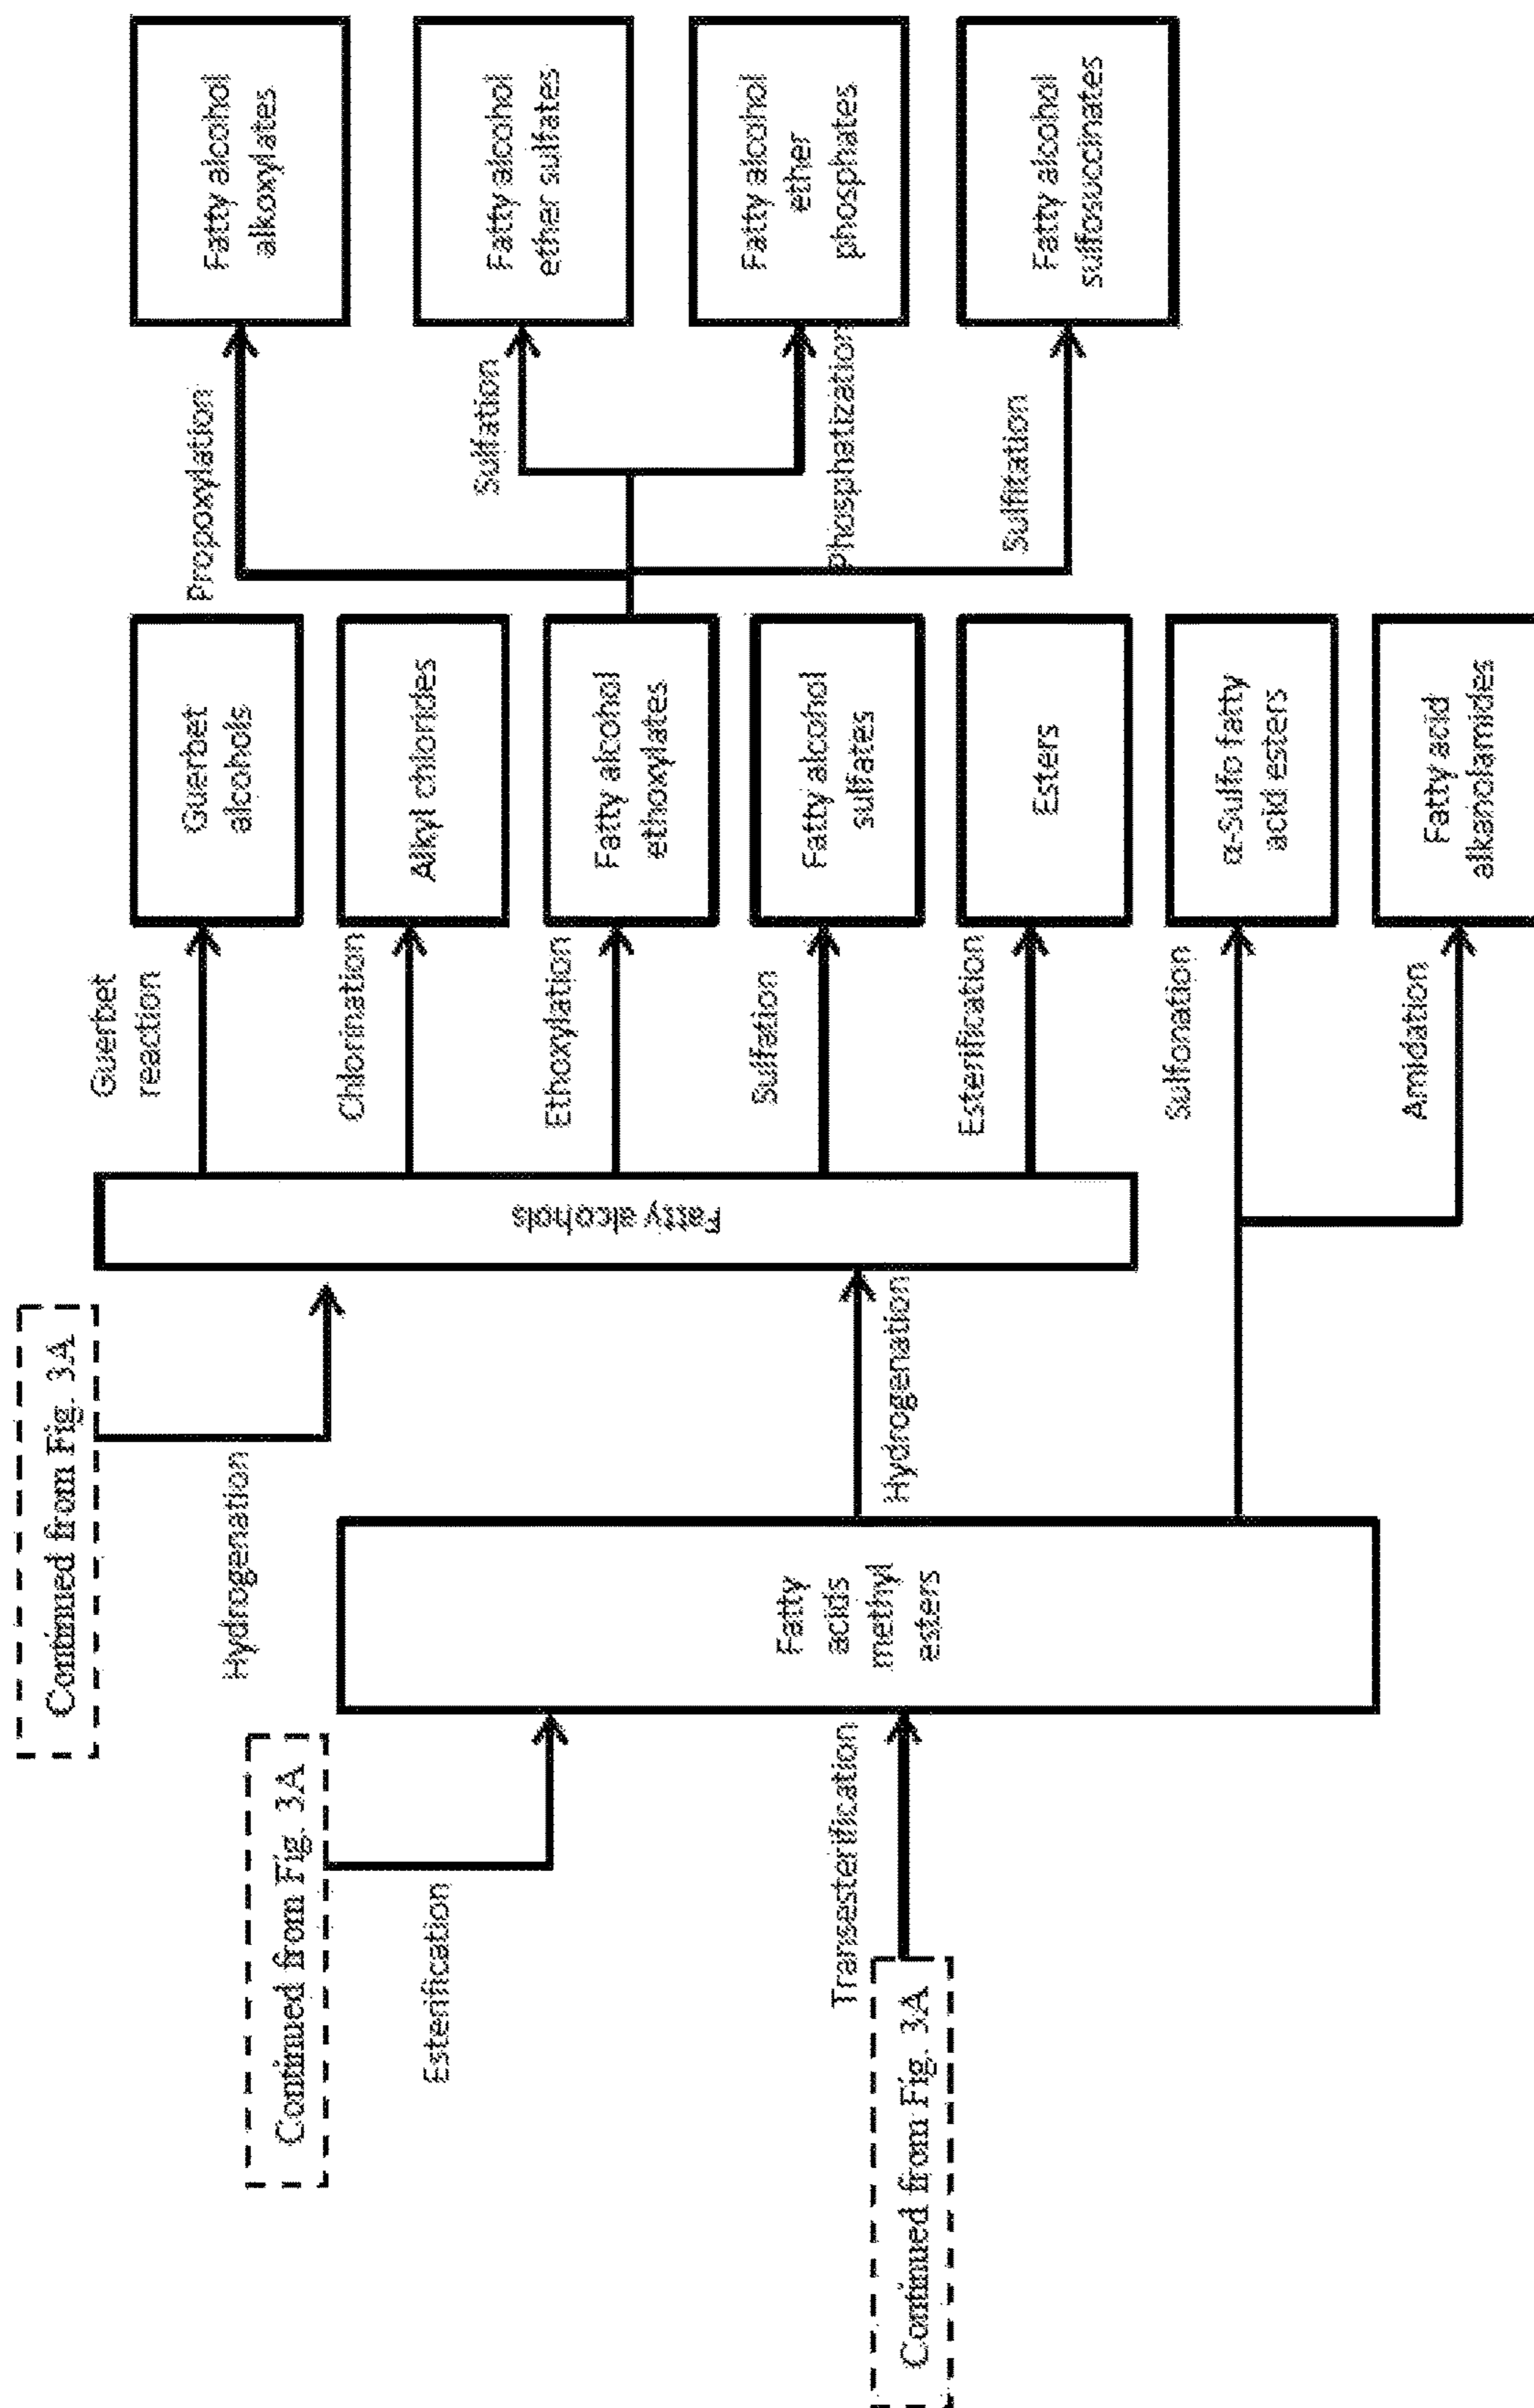 Continued from Fig. 3A
Hydrogenation
Continued from Fig. 3A
Esterification
Continued from Fig. 3A
Transesterification
Fatty
acids
methyl
esters
Hydrogenation
Fatty alcohols
Guerbet
reaction
Chlorination
Ethoxylation
Sulfation
Esterification
Sulfonation
Amidation
Guerbet
alcohols
Alkyl chlorides
Fatty alcohol
ethoxylates
Fatty alcohol
sulfates
Esters
α-Sulfo fatty
acid esters
Fatty acid
alkanolamides
Propoxylation
Sulfation
Phosphatization
Sulfitation
Fatty alcohol
alkoxylates
Fatty alcohol
ether sulfates
Fatty alcohol
ether
phosphates
Fatty alcohol
sulfosuccinates